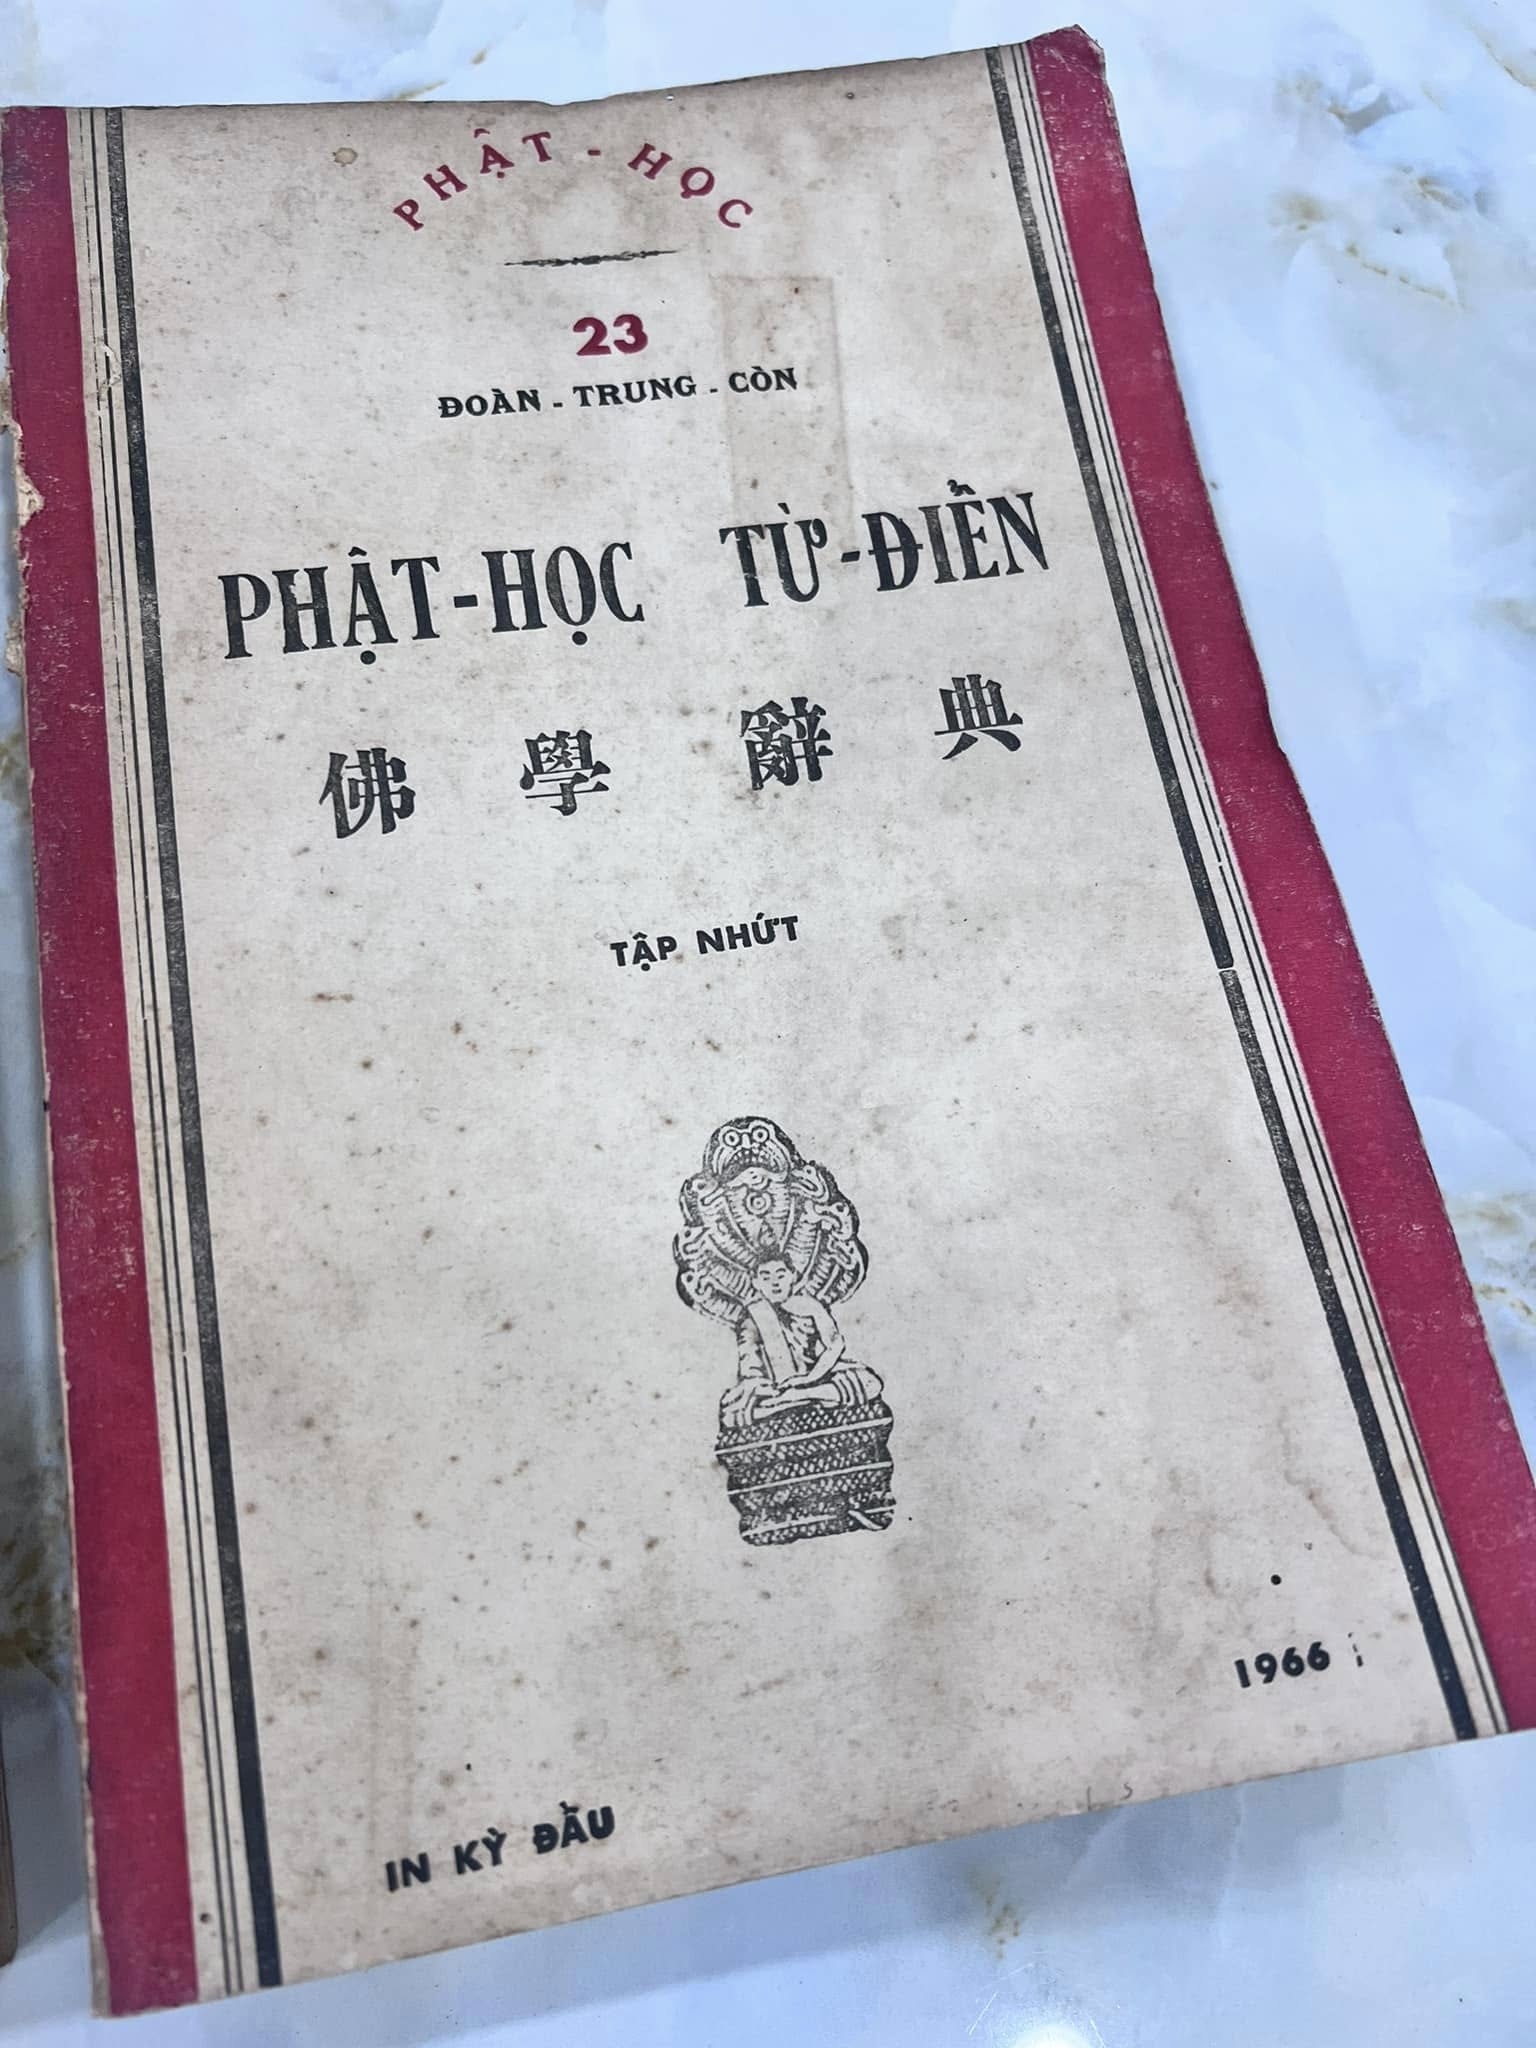 PHẬT - HỌC
23
ĐOÀN - TRUNG - CÒN
PHẬT-HỌC TỪ-ĐIỂN
佛學辭典
TẬP NHỨT
1966
IN KỲ ĐẦU